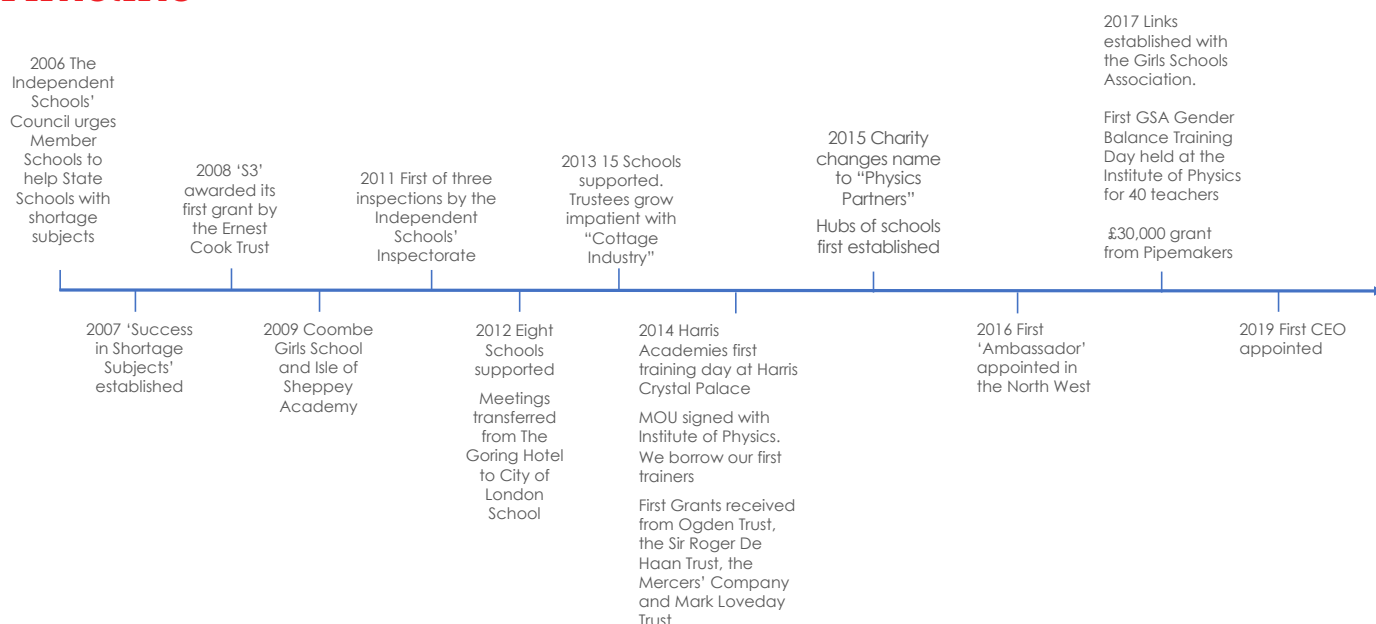 2006 The
Independent
Schools’
Council urges
Member
Schools to
help State
Schools with
shortage
subjects
2007 ‘Success
in Shortage
Subjects’
established
2008 ‘S3’
awarded its
first grant by
the Ernest
Cook Trust
2009 Coombe
Girls School
and Isle of
Sheppey
Academy
2011 First of three
inspections by the
Independent
Schools’
Inspectorate
2012 Eight
Schools
supported
Meetings
transferred
from The
Goring Hotel
to City of
London
School
2013 15 Schools
supported.
Trustees grow
impatient with
“Cottage
Industry”
2014 Harris
Academies first
training day at Harris
Crystal Palace
MOU signed with
Institute of Physics.
We borrow our first
trainers
First Grants received
from Ogden Trust,
the Sir Roger De
Haan Trust, the
Mercers’ Company
and Mark Loveday
Trust
2015 Charity
changes name
to “Physics
Partners”
Hubs of schools
first established
2016 First
‘Ambassador’
appointed in
the North West
2017 Links
established with
the Girls Schools
Association.
First GSA Gender
Balance Training
Day held at the
Institute of Physics
for 40 teachers
£30,000 grant
from Pipemakers
2019 First CEO
appointed